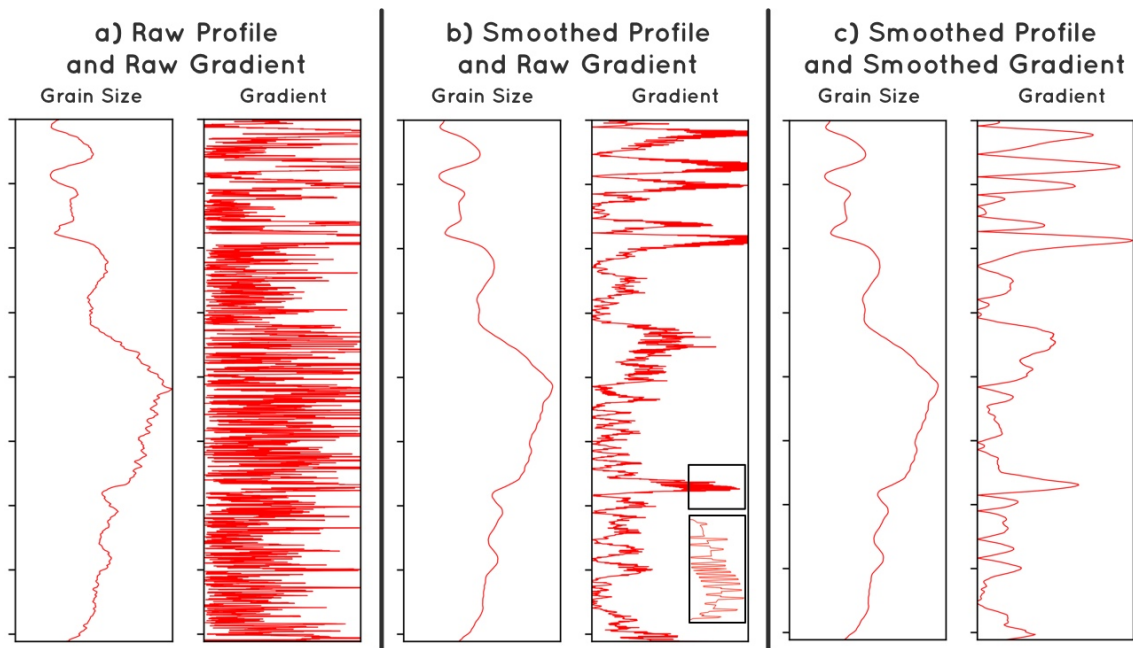 a) Raw Profile
and Raw Gradient
Grain Size
Gradient
b) Smoothed Profile
and Raw Gradient
Grain Size
Gradient
c) Smoothed Profile
and Smoothed Gradient
Grain Size
Gradient